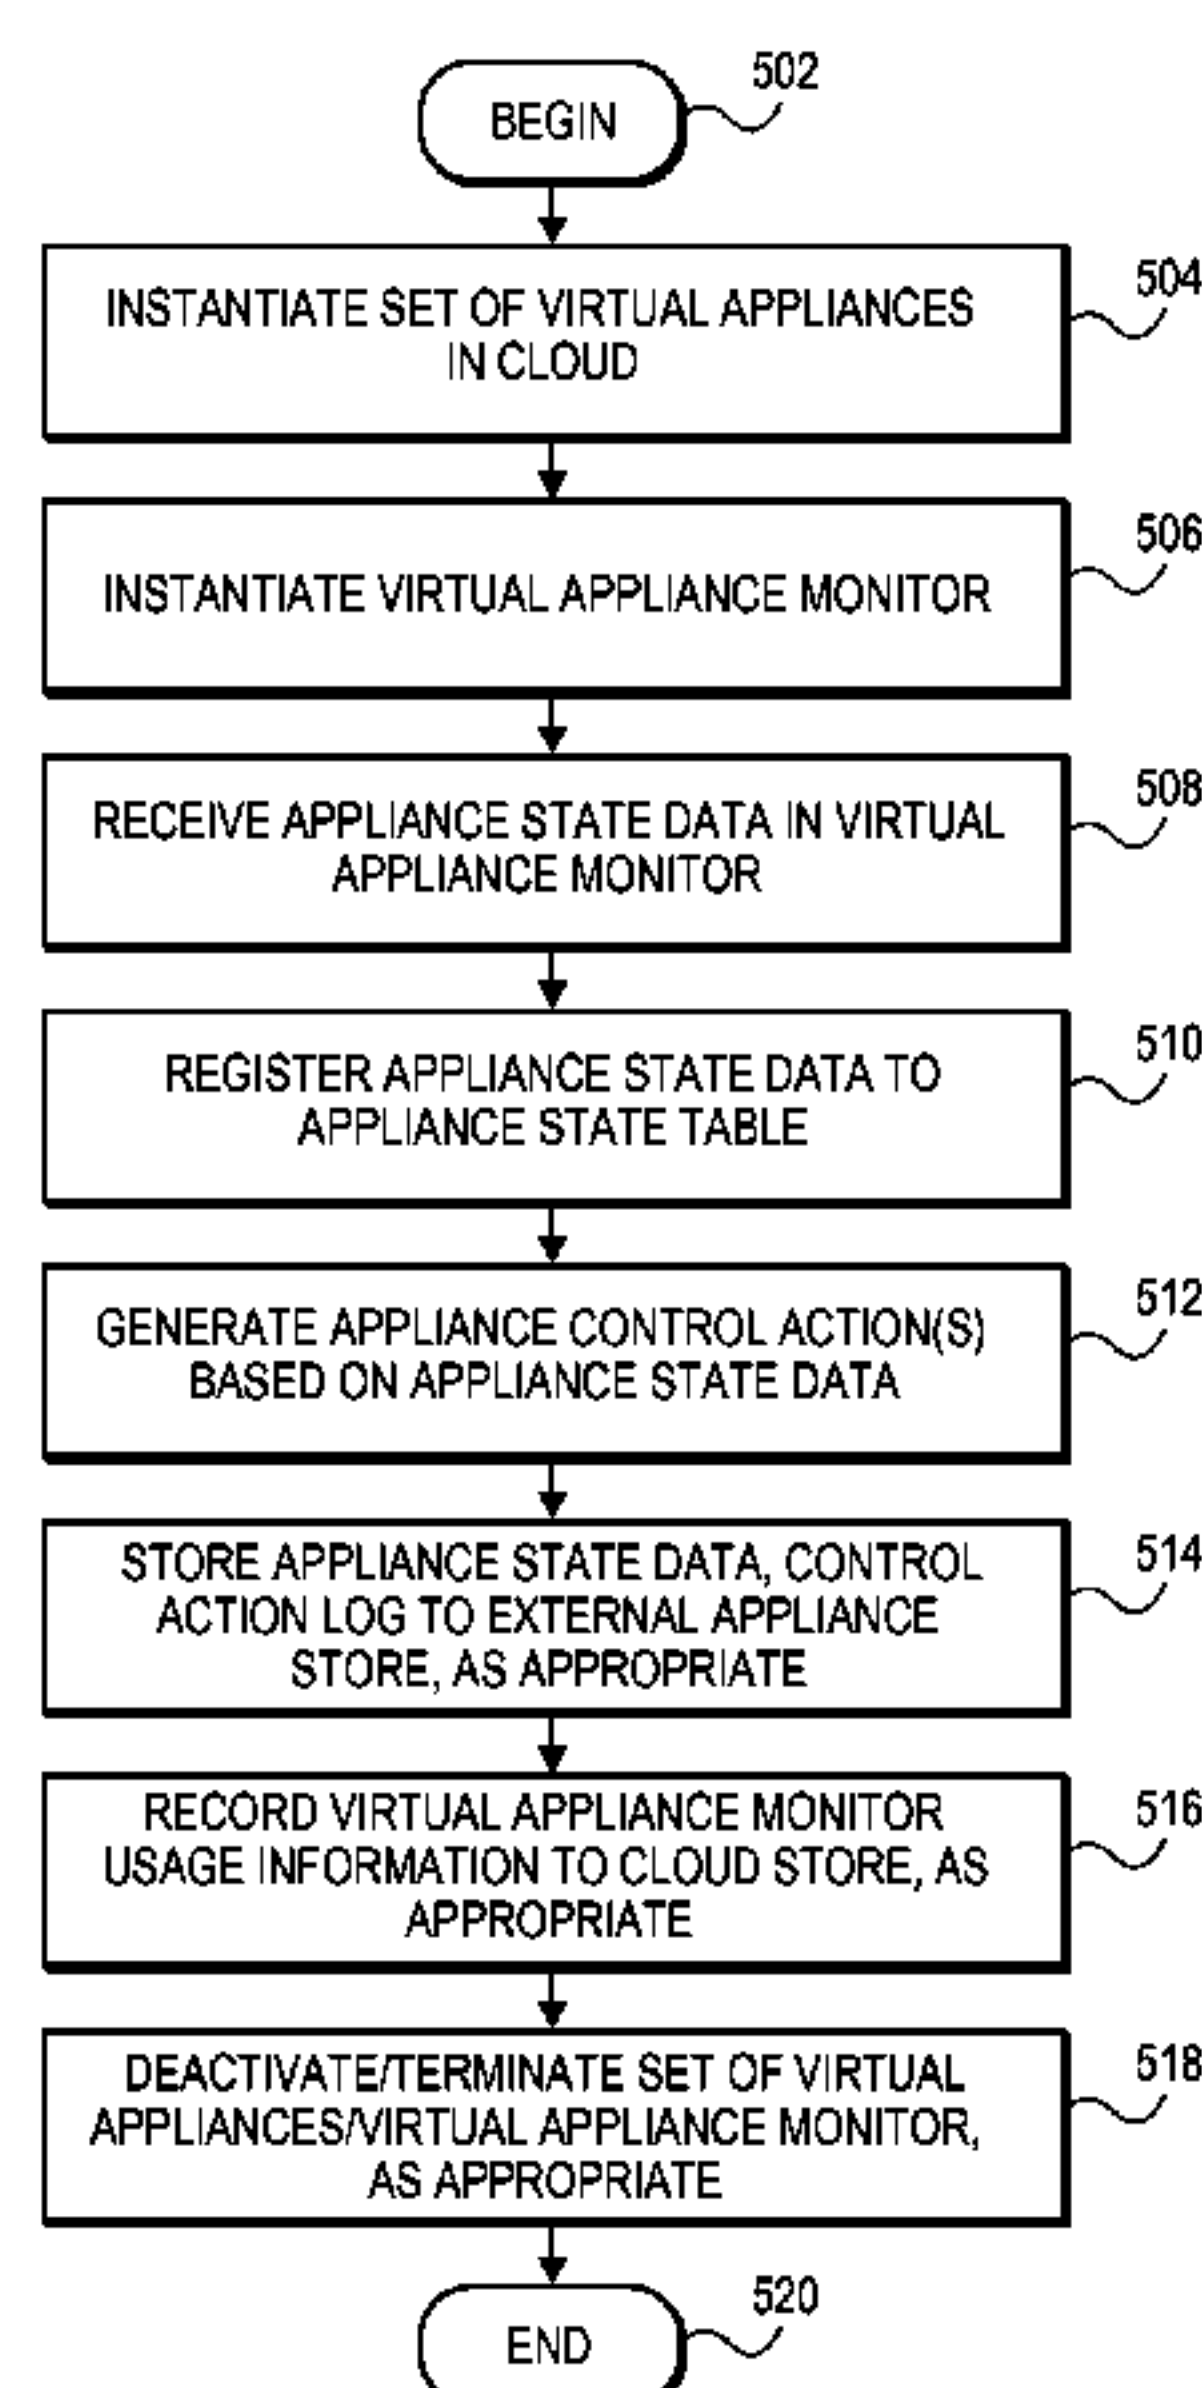 502
BEGIN
504
INSTANTIATE SET OF VIRTUAL APPLIANCES
IN CLOUD
506
INSTANTIATE VIRTUAL APPLIANCE MONITOR
508
RECEIVE APPLIANCE STATE DATA IN VIRTUAL
APPLIANCE MONITOR
510
REGISTER APPLIANCE STATE DATA TO
APPLIANCE STATE TABLE
512
GENERATE APPLIANCE CONTROL ACTION(S)
BASED ON APPLIANCE STATE DATA
514
STORE APPLIANCE STATE DATA, CONTROL
ACTION LOG TO EXTERNAL APPLIANCE
STORE, AS APPROPRIATE
516
RECORD VIRTUAL APPLIANCE MONITOR
USAGE INFORMATION TO CLOUD STORE, AS
APPROPRIATE
518
DEACTIVATE/TERMINATE SET OF VIRTUAL
APPLIANCES/VIRTUAL APPLIANCE MONITOR,
AS APPROPRIATE
520
END